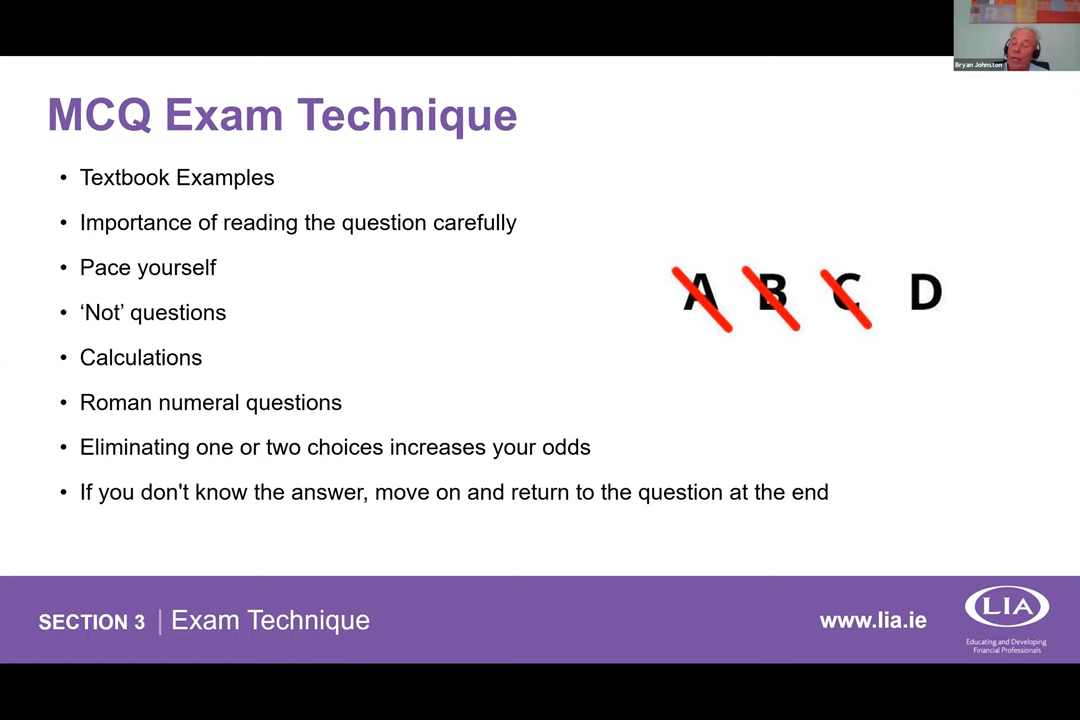 Bryan Johnston
MCQ Exam Technique
• Textbook Examples
• Importance of reading the question carefully
• Pace yourself
• ‘Not’ questions
• Calculations
• Roman numeral questions
• Eliminating one or two choices increases your odds
• If you don't know the answer, move on and return to the question at the end
A B C D
SECTION 3 | Exam Technique
www.lia.ie
LIA
Educating and Developing
Financial Professionals